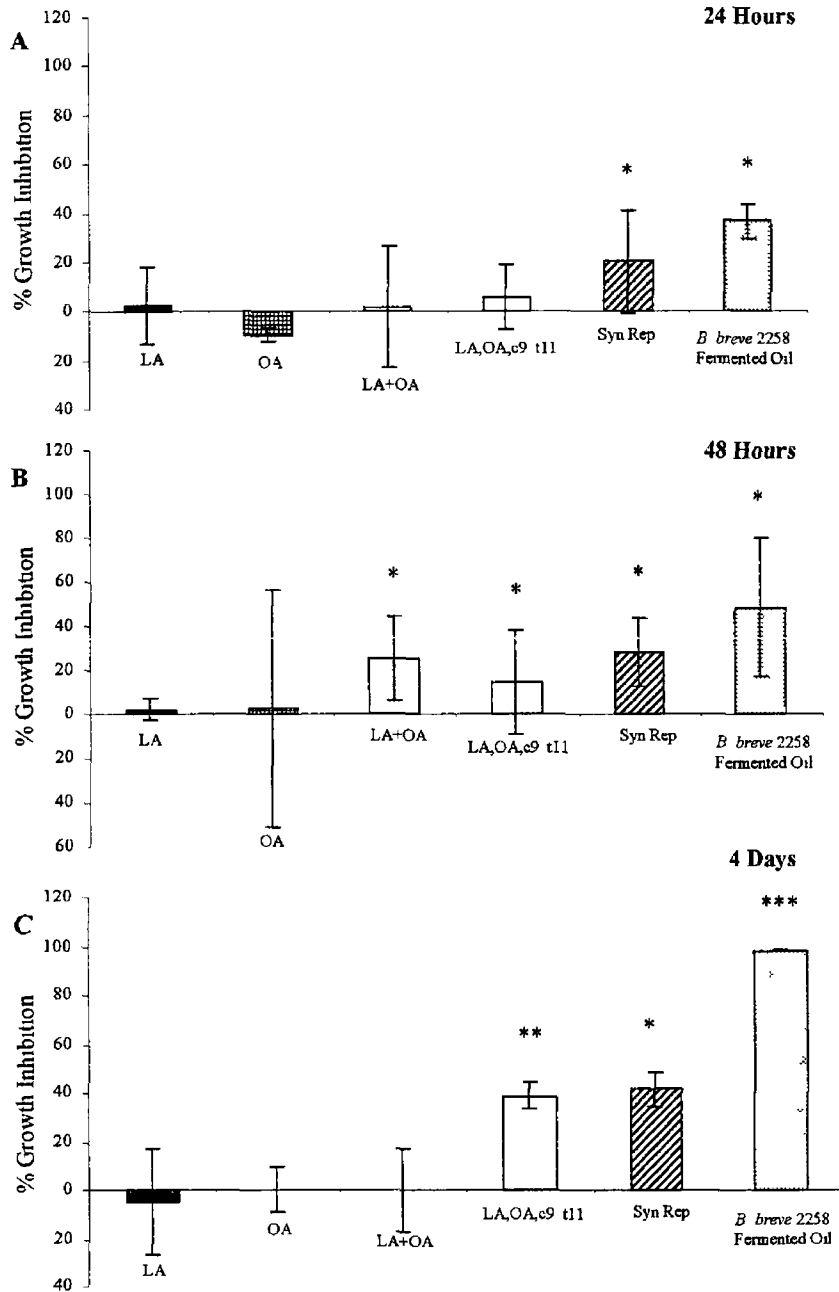 24 Hours
A
120
100
80
60
40
20
0
20
40
% Growth Inhibition
*
*
LA
OA
LA+OA
LA,OA,c9 t11
Syn Rep
B breve 2258
Fermented Oil
48 Hours
B
120
100
80
60
40
20
0
20
40
60
% Growth Inhibition
*
*
*
*
LA
OA
LA+OA
LA,OA,c9 t11
Syn Rep
B breve 2258
Fermented Oil
4 Days
C
120
100
80
60
40
20
0
20
40
% Growth Inhibition
**
*
***
LA
OA
LA+OA
LA,OA,c9 t11
Syn Rep
B breve 2258
Fermented Oil